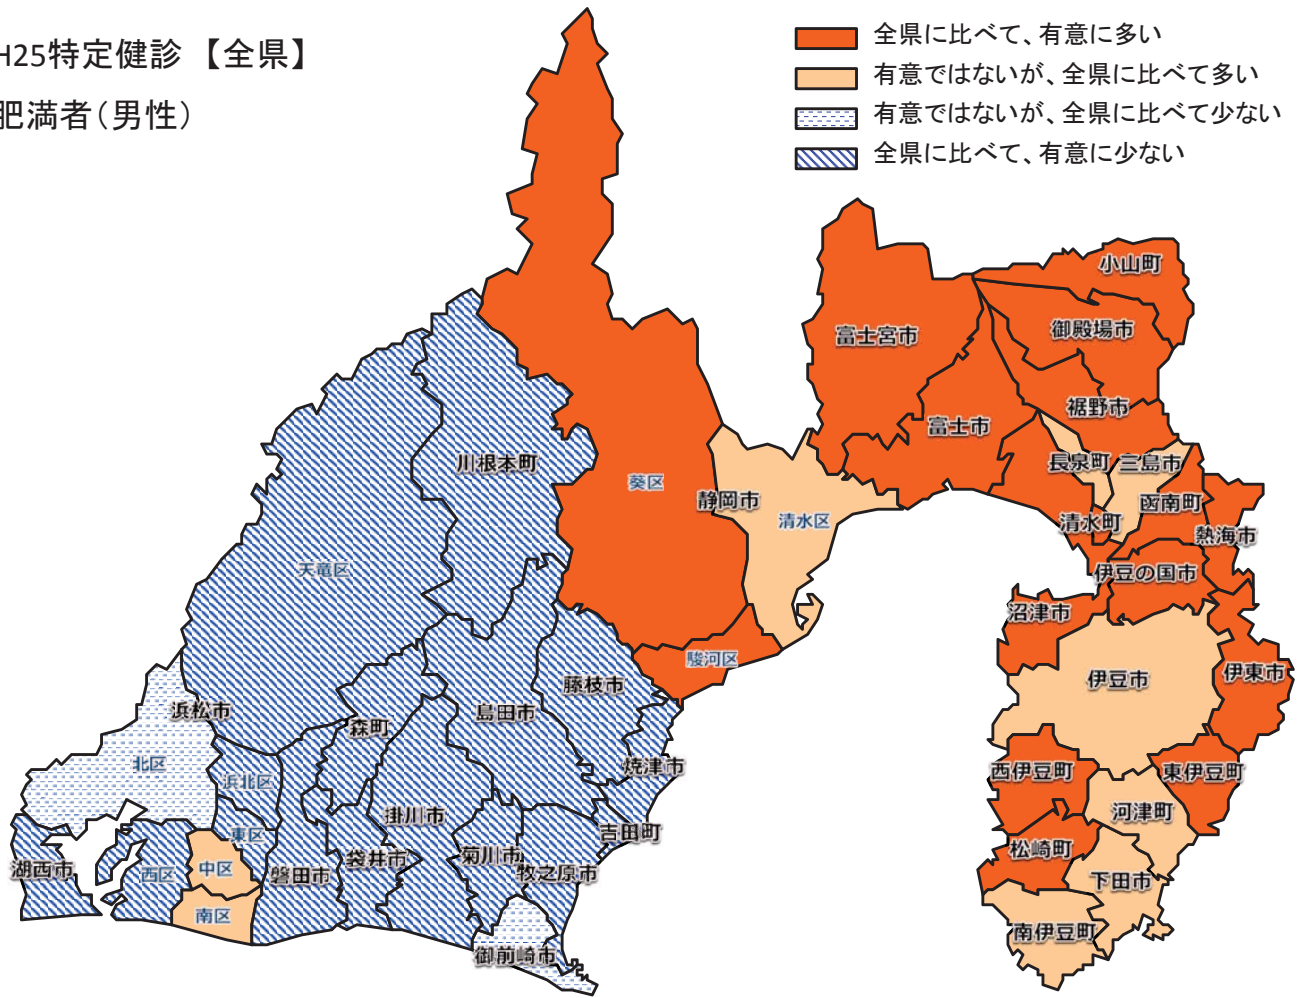 H25特定健診 【全県】
肥満者（男性）
全県に比べて、有意に多い
有意ではないが、全県に比べて多い
有意ではないが、全県に比べて少ない
全県に比べて、有意に少ない
小山町
御殿場市
富士宮市
裾野市
富士市
長泉町
三島市
川根本町
葵区
静岡市
清水区
清水町
函南町
熱海市
天竜区
伊豆の国市
沼津市
駿河区
藤枝市
伊豆市
伊東市
浜松市
島田市
森町
北区
浜北区
焼津市
西伊豆町
東伊豆町
掛川市
河津町
東区
吉田町
湖西市
西区
中区
磐田市
袋井市
菊川市
牧之原市
松崎町
下田市
南区
南伊豆町
御前崎市